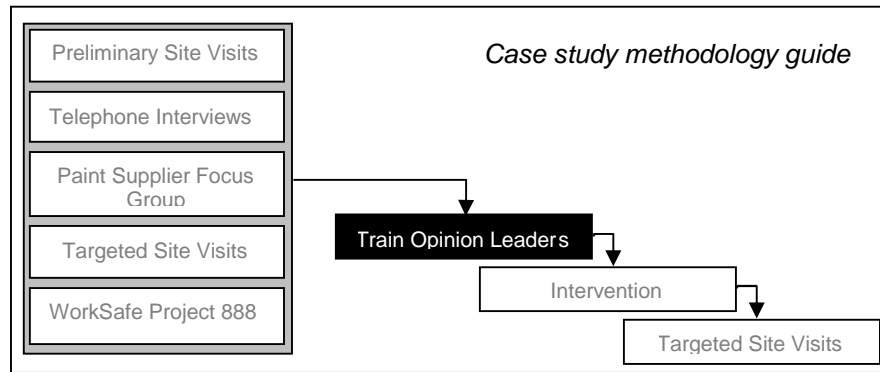 Case study methodology guide
Preliminary Site Visits
Telephone Interviews
Paint Supplier Focus
Group
Targeted Site Visits
WorkSafe Project 888
Train Opinion Leaders
Intervention
Targeted Site Visits